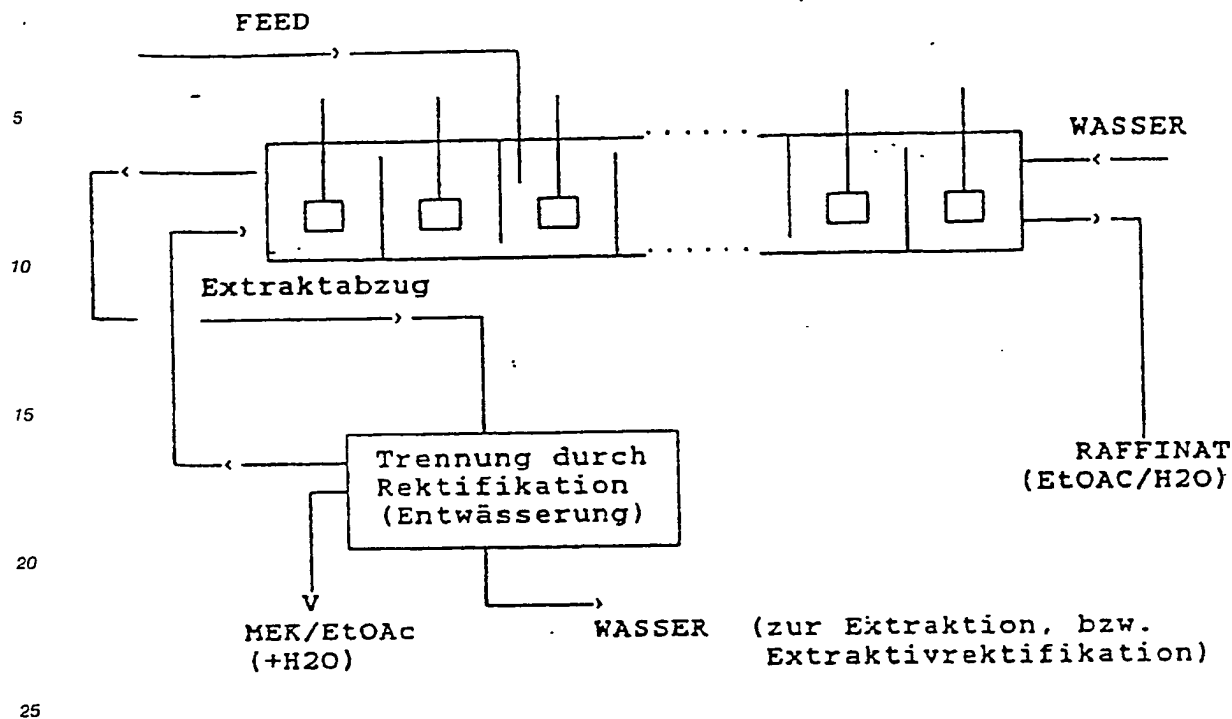 FEED
5
WASSER
10
Extraktabzug
15
Trennung durch
Rektifikation
(Entwässerung)
RAFFINAT
(EtOAC/H2O)
20
MEK/EtOAc
(+H2O)
WASSER (zur Extraktion, bzw.
Extraktivrektifikation)
25